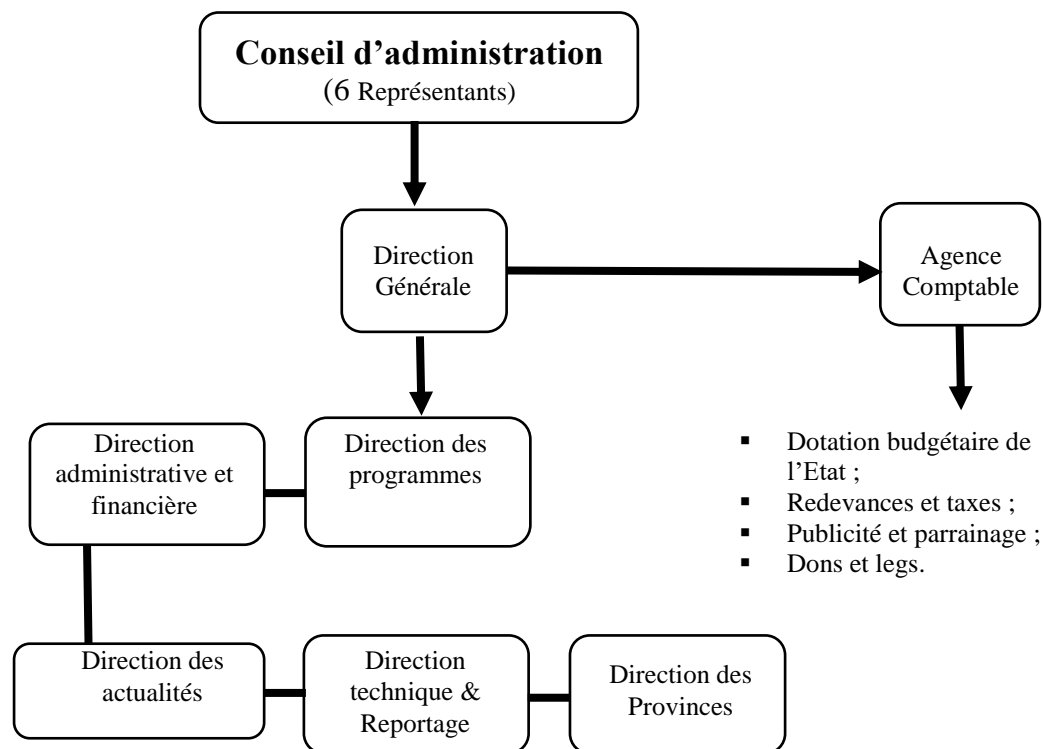 Conseil d’administration
(6 Représentants)
Direction
Générale
Agence
Comptable
Direction
administrative et
financière
Direction des
programmes
▪ Dotation budgétaire de
l’Etat ;
▪ Redevances et taxes ;
▪ Publicité et parrainage ;
▪ Dons et legs.
Direction des
actualités
Direction
technique &
Reportage
Direction des
Provinces